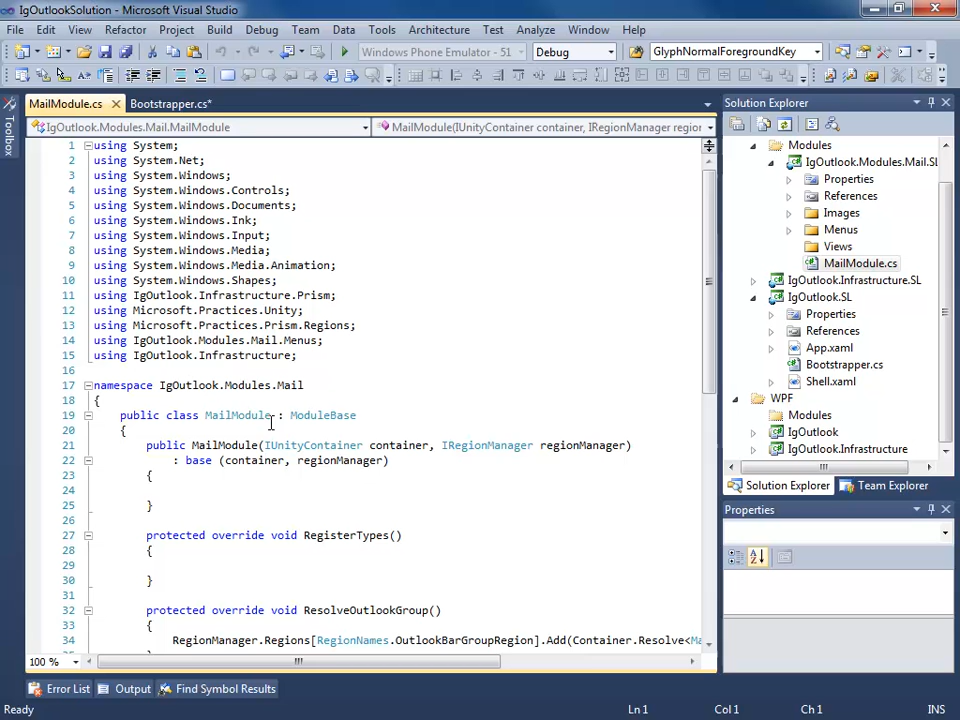 IgOutlookSolution - Microsoft Visual Studio
File Edit View Refactor Project Build Debug Team Data Tools Architecture Test Analyze Window Help
Windows Phone Emulator - 51 Debug GlyphNormalForegroundKey
MailModule.cs Bootstrapper.cs*
IgOutlook.Modules.Mail.MailModule MailModule(IUnityContainer container, IRegionManager region
1 using System;
2 using System.Net;
3 using System.Windows;
4 using System.Windows.Controls;
5 using System.Windows.Documents;
6 using System.Windows.Ink;
7 using System.Windows.Input;
8 using System.Windows.Media;
9 using System.Windows.Media.Animation;
10 using System.Windows.Shapes;
11 using IgOutlook.Infrastructure.Prism;
12 using Microsoft.Practices.Unity;
13 using Microsoft.Practices.Prism.Regions;
14 using IgOutlook.Modules.Mail.Menus;
15 using IgOutlook.Infrastructure;
16
17 namespace IgOutlook.Modules.Mail
18 {
19 public class MailModule : ModuleBase
20 {
21 public MailModule(IUnityContainer container, IRegionManager regionManager)
22 : base (container, regionManager)
23 {
24
25 }
26
27 protected override void RegisterTypes()
28 {
29
30 }
31
32 protected override void ResolveOutlookGroup()
33 {
34 RegionManager.Regions[RegionNames.OutlookBarGroupRegion].Add(Container.Resolve<Ma
100 %
Toolbox
Solution Explorer
Modules
IgOutlook.Modules.Mail.SL
Properties
References
Images
Menus
Views
MailModule.cs
IgOutlook.Infrastructure.SL
IgOutlook.SL
Properties
References
App.xaml
Bootstrapper.cs
Shell.xaml
WPF
Modules
IgOutlook
IgOutlook.Infrastructure
Solution Explorer Team Explorer
Properties
Error List Output Find Symbol Results
Ready Ln 1 Col 1 Ch 1 INS